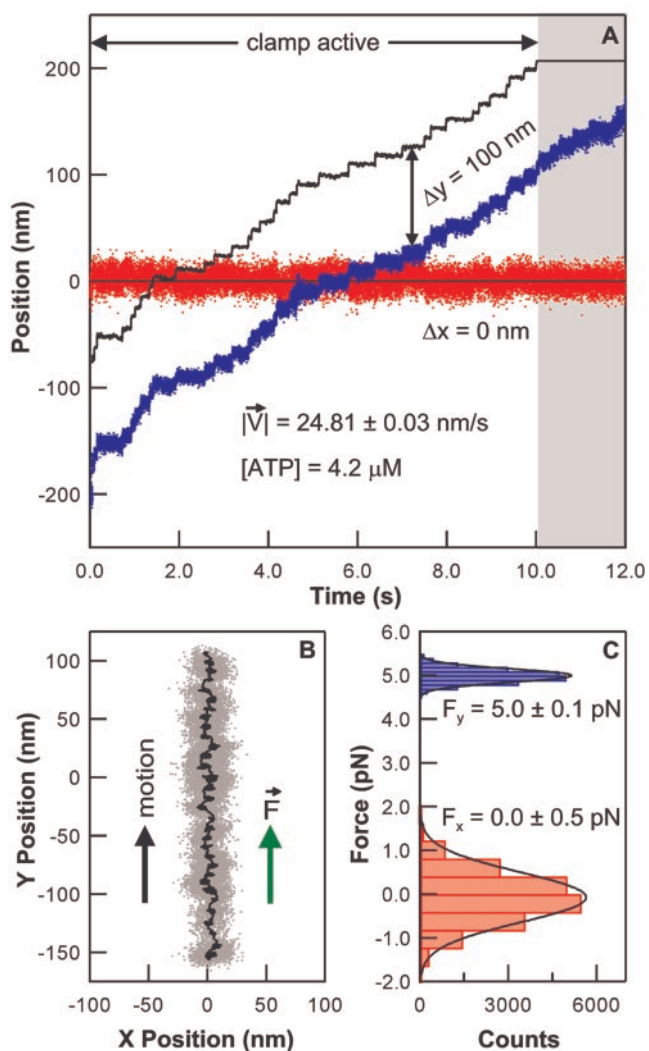 clamp active
A
200
100
0
-100
-200
Position (nm)
Δy = 100 nm
Δx = 0 nm
|V| = 24.81 ± 0.03 nm/s
[ATP] = 4.2 μM
0.0 2.0 4.0 6.0 8.0 10.0 12.0
Time (s)
B
100
50
0
-50
-100
-150
Y Position (nm)
motion
F
-100 -50 0 50 100
X Position (nm)
C
6.0
5.0
4.0
3.0
2.0
1.0
0.0
-1.0
-2.0
Force (pN)
Fy = 5.0 ± 0.1 pN
Fx = 0.0 ± 0.5 pN
0 3000 6000
Counts